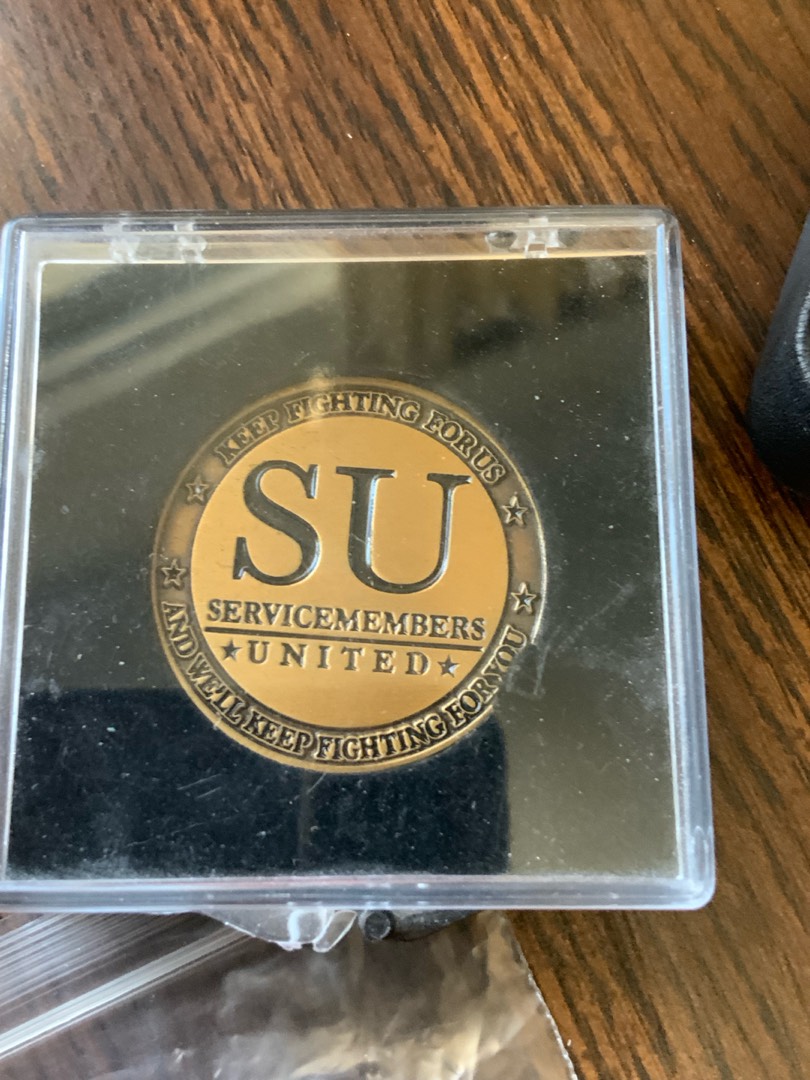 KEEP FIGHTING FOR US
SU
SERVICEMEMBERS
UNITED
AND WE'LL KEEP FIGHTING FOR YOU